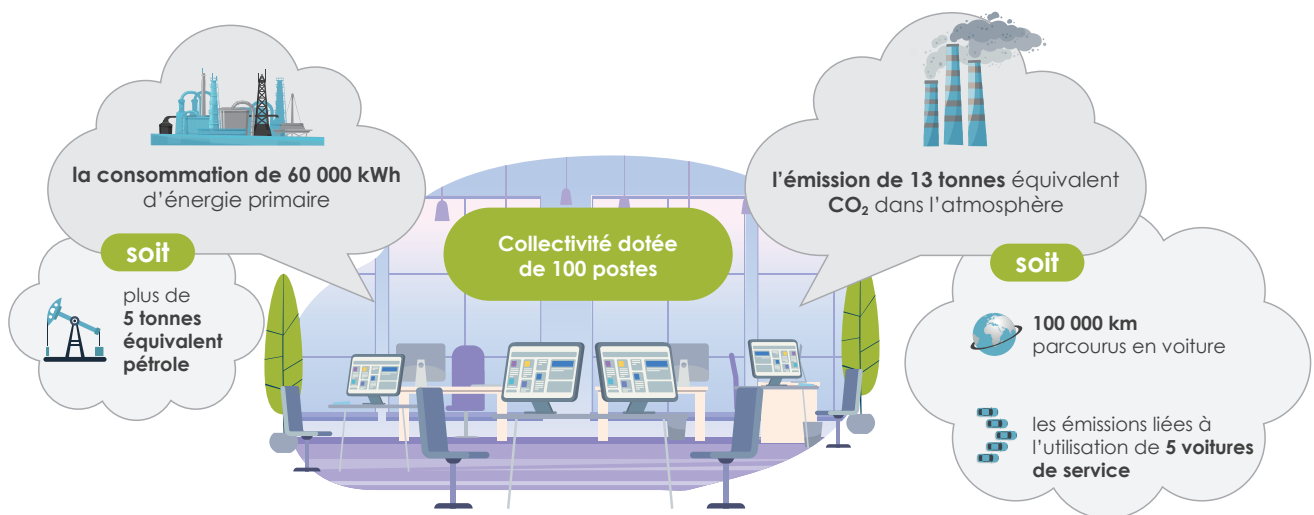 la consommation de 60 000 kWh
d’énergie primaire
soit
plus de
5 tonnes
équivalent
pétrole
Collectivité dotée
de 100 postes
l’émission de 13 tonnes équivalent
CO₂ dans l’atmosphère
soit
100 000 km
parcourus en voiture
les émissions liées à
l’utilisation de 5 voitures
de service